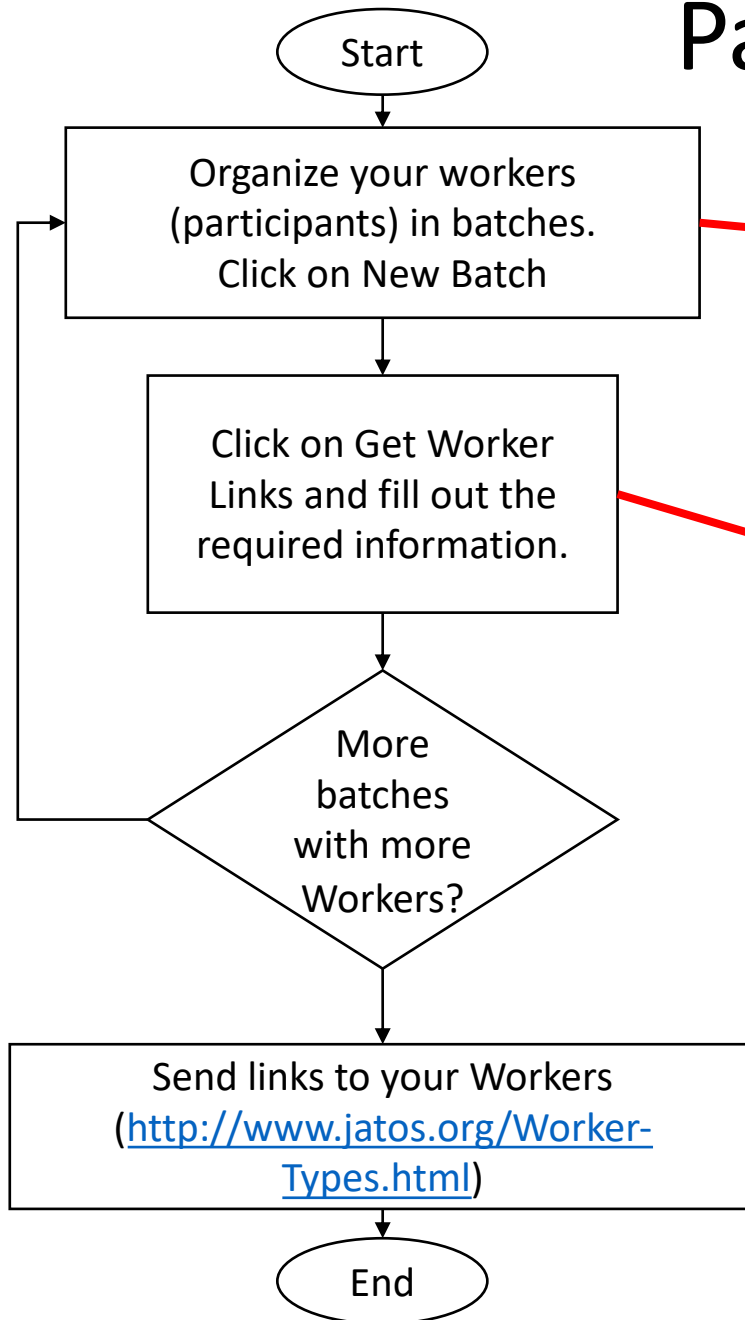 Start
Organize your workers
(participants) in batches.
Click on New Batch
Click on Get Worker
Links and fill out the
required information.
More
batches
with more
Workers?
Send links to your Workers
(http://www.jatos.org/Worker-
Types.html)
End